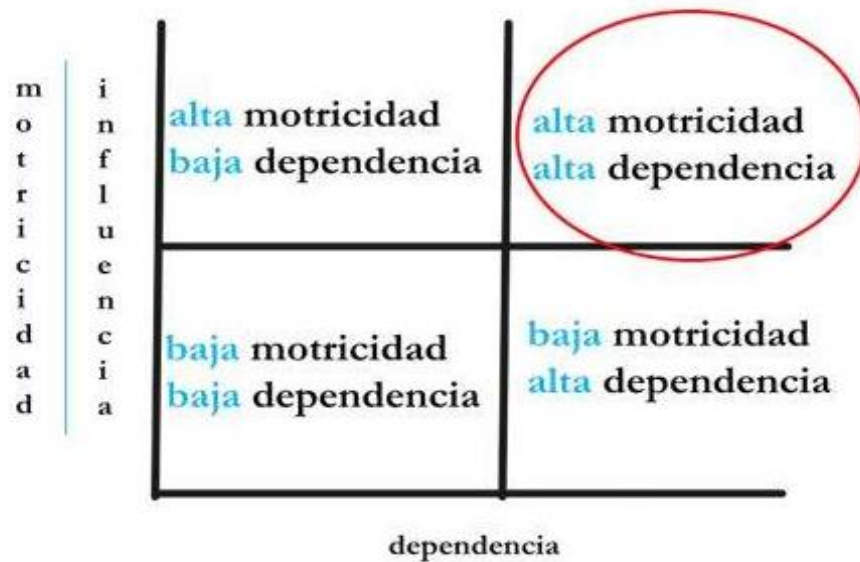 motricidad
influencia
alta motricidad
baja dependencia
alta motricidad
alta dependencia
baja motricidad
baja dependencia
baja motricidad
alta dependencia
dependencia